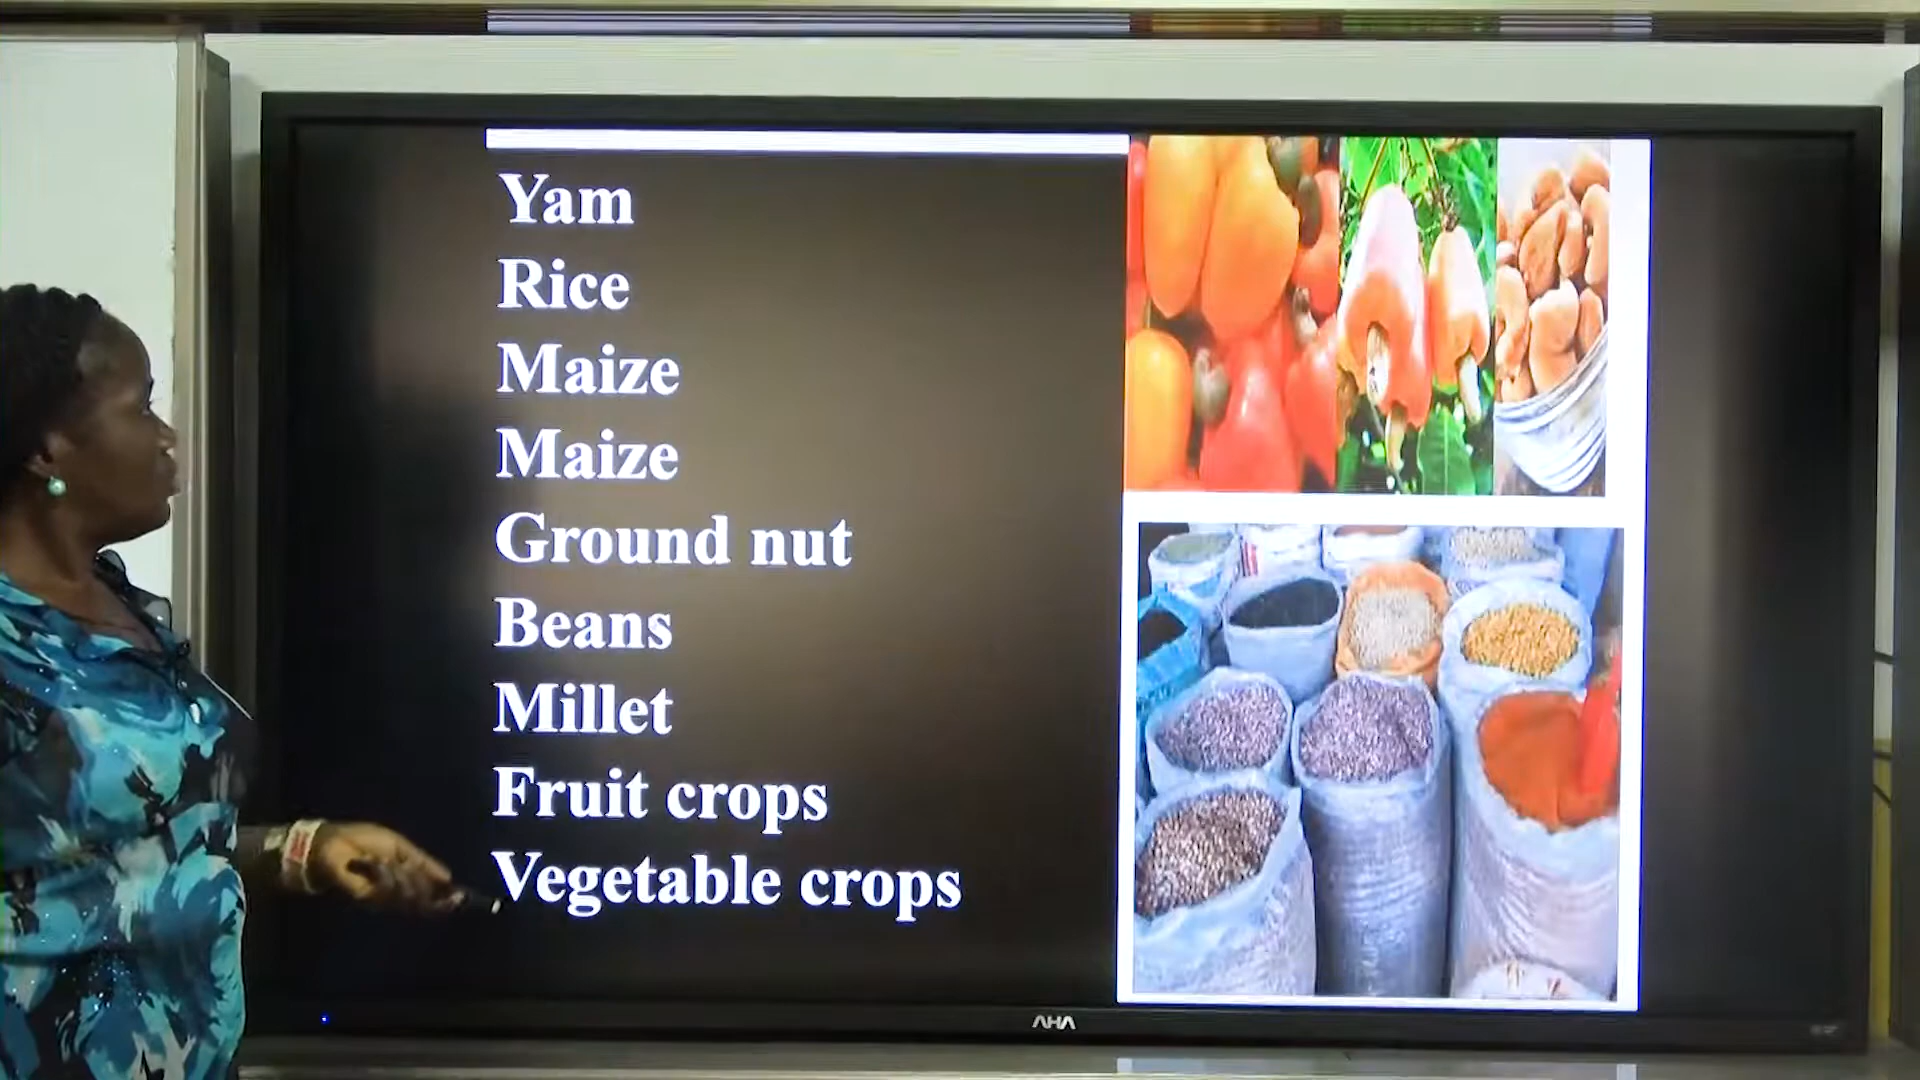 Yam
Rice
Maize
Maize
Ground nut
Beans
Millet
Fruit crops
Vegetable crops
AHA